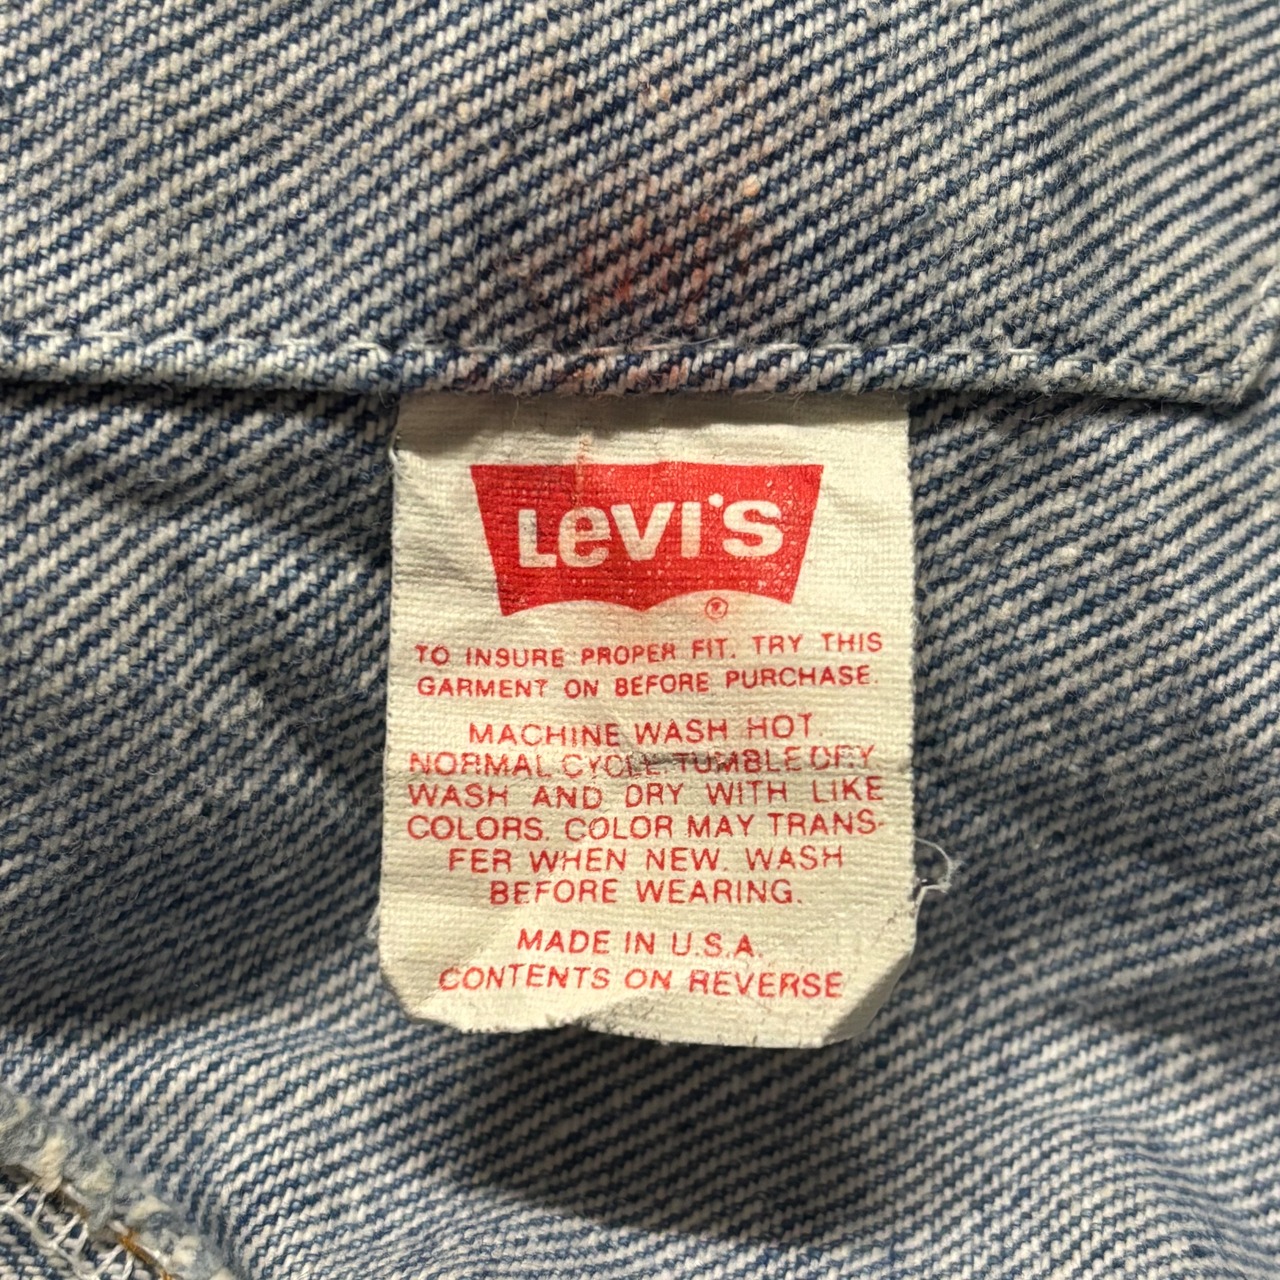 LeVI'S
®
TO INSURE PROPER FIT, TRY THIS
GARMENT ON BEFORE PURCHASE.
MACHINE WASH HOT.
NORMAL CYCLE. TUMBLE DRY
WASH AND DRY WITH LIKE
COLORS. COLOR MAY TRANS-
FER WHEN NEW. WASH
BEFORE WEARING.
MADE IN U.S.A.
CONTENTS ON REVERSE